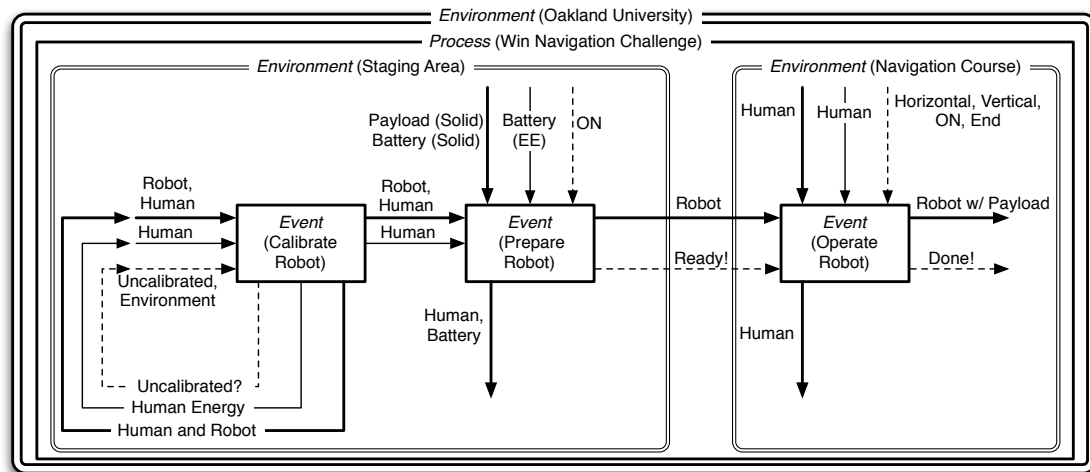 Environment (Oakland University)
Process (Win Navigation Challenge)
Environment (Staging Area)
Environment (Navigation Course)
Payload (Solid)
Battery (Solid)
Battery
(EE)
ON
Human
Human
Horizontal, Vertical,
ON, End
Robot,
Human
Human
Uncalibrated,
Environment
Event
(Calibrate
Robot)
Robot,
Human
Human
Event
(Prepare
Robot)
Robot
Ready!
Event
(Operate
Robot)
Robot w/ Payload
Done!
Human,
Battery
Human
Uncalibrated?
Human Energy
Human and Robot